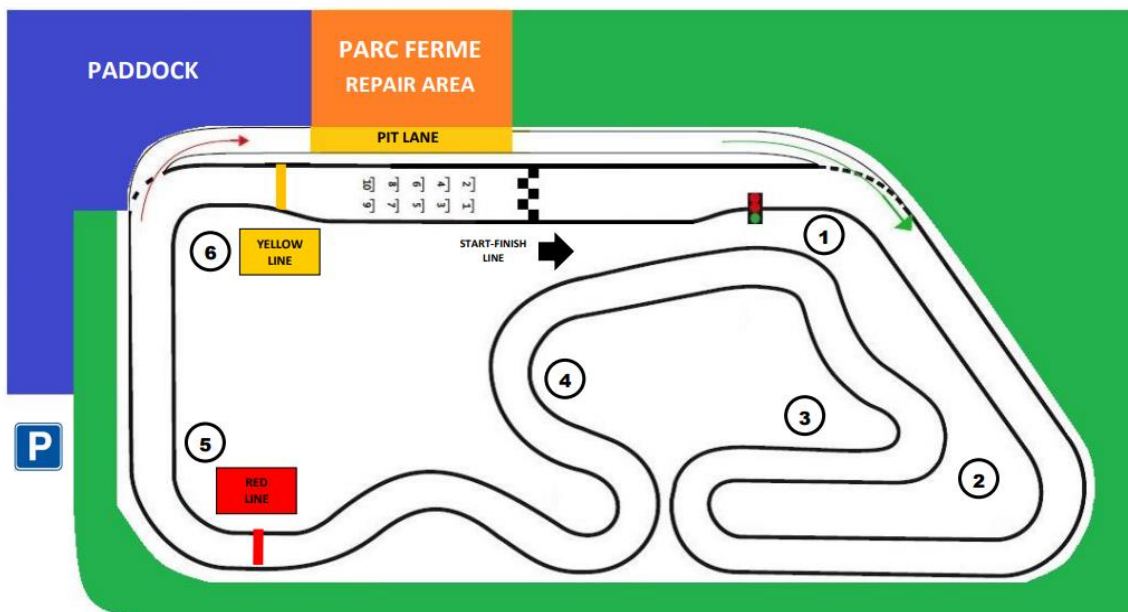 PADDOCK
PARC FERME
REPAIR AREA
PIT LANE
10 8 6 4 2
9 7 5 3 1
START-FINISH
LINE
1
6
YELLOW
LINE
4
3
5
P
RED
LINE
2